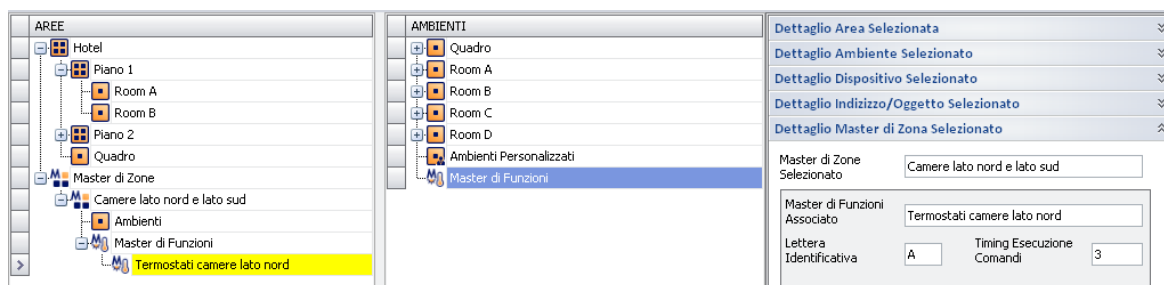 AREE
Hotel
Piano 1
Room A
Room B
Piano 2
Quadro
Master di Zone
Camere lato nord e lato sud
Ambienti
Master di Funzioni
Termostati camere lato nord
AMBIENTI
Quadro
Room A
Room B
Room C
Room D
Ambienti Personalizzati
Master di Funzioni
Dettaglio Area Selezionata
Dettaglio Ambiente Selezionato
Dettaglio Dispositivo Selezionato
Dettaglio Indizizzo/Oggetto Selezionato
Dettaglio Master di Zona Selezionato
Master di Zone
Selezionato
Camere lato nord e lato sud
Master di Funzioni
Associato
Termostati camere lato nord
Lettera
Identificativa
A
Timing Esecuzione
Comandi
3